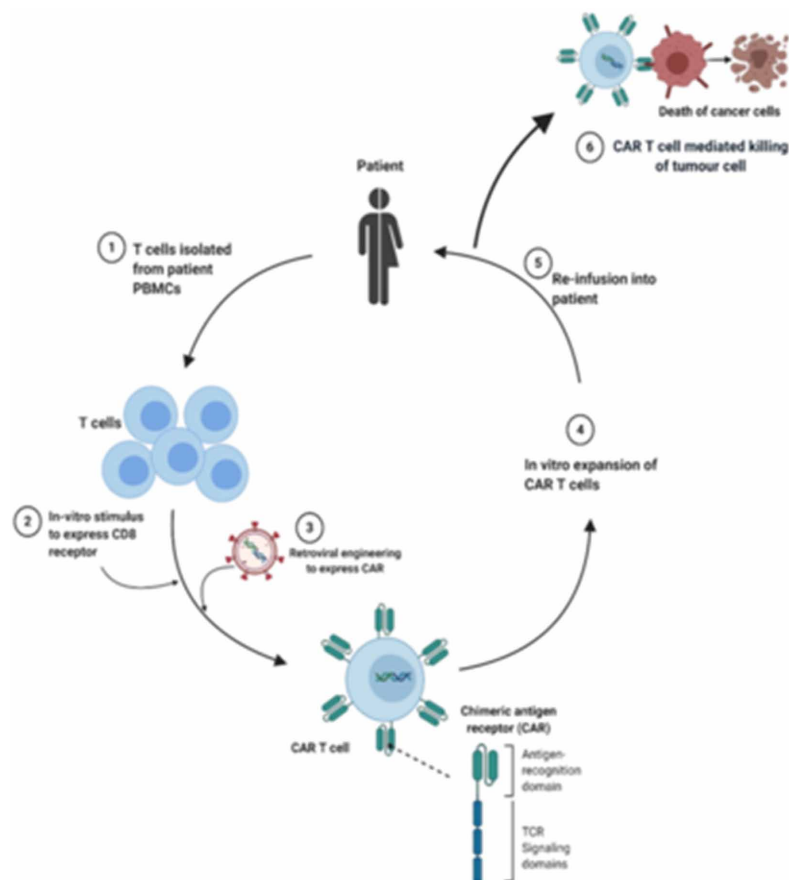 Death of cancer cells
6 CAR T cell mediated killing
of tumour cell
Patient
1 T cells isolated
from patient
PBMCs
5 Re-infusion into
patient
T cells
4
In vitro expansion of
CAR T cells
2 In-vitro stimulus
to express CD8
receptor
3
Retroviral engineering
to express CAR
Chimeric antigen
receptor (CAR)
CAR T cell
Antigen-
recognition
domain
TCR
Signaling
domains